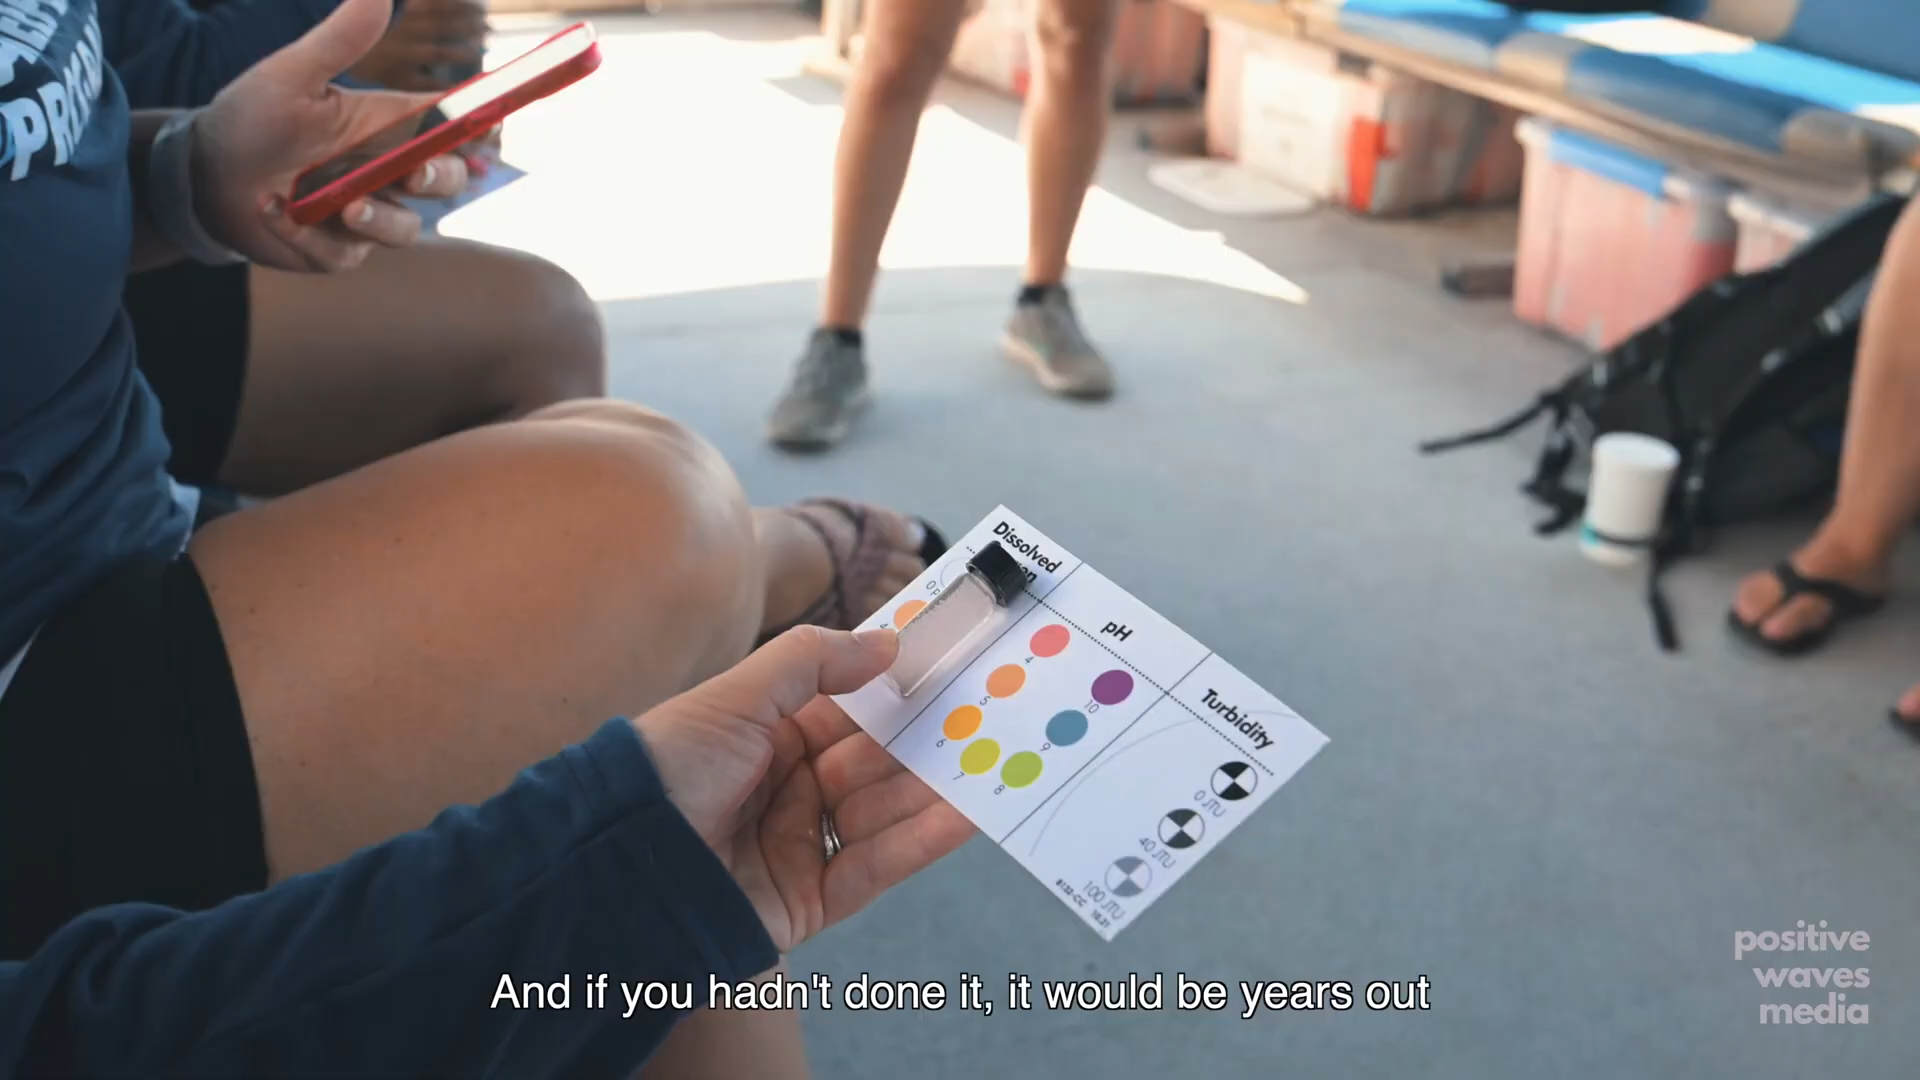 PR
Dissolved
pH
Turbidity
4
5
6
7
8
9
10
0 JTU
40 JTU
100 JTU
And if you hadn't done it, it would be years out
positive
waves
media